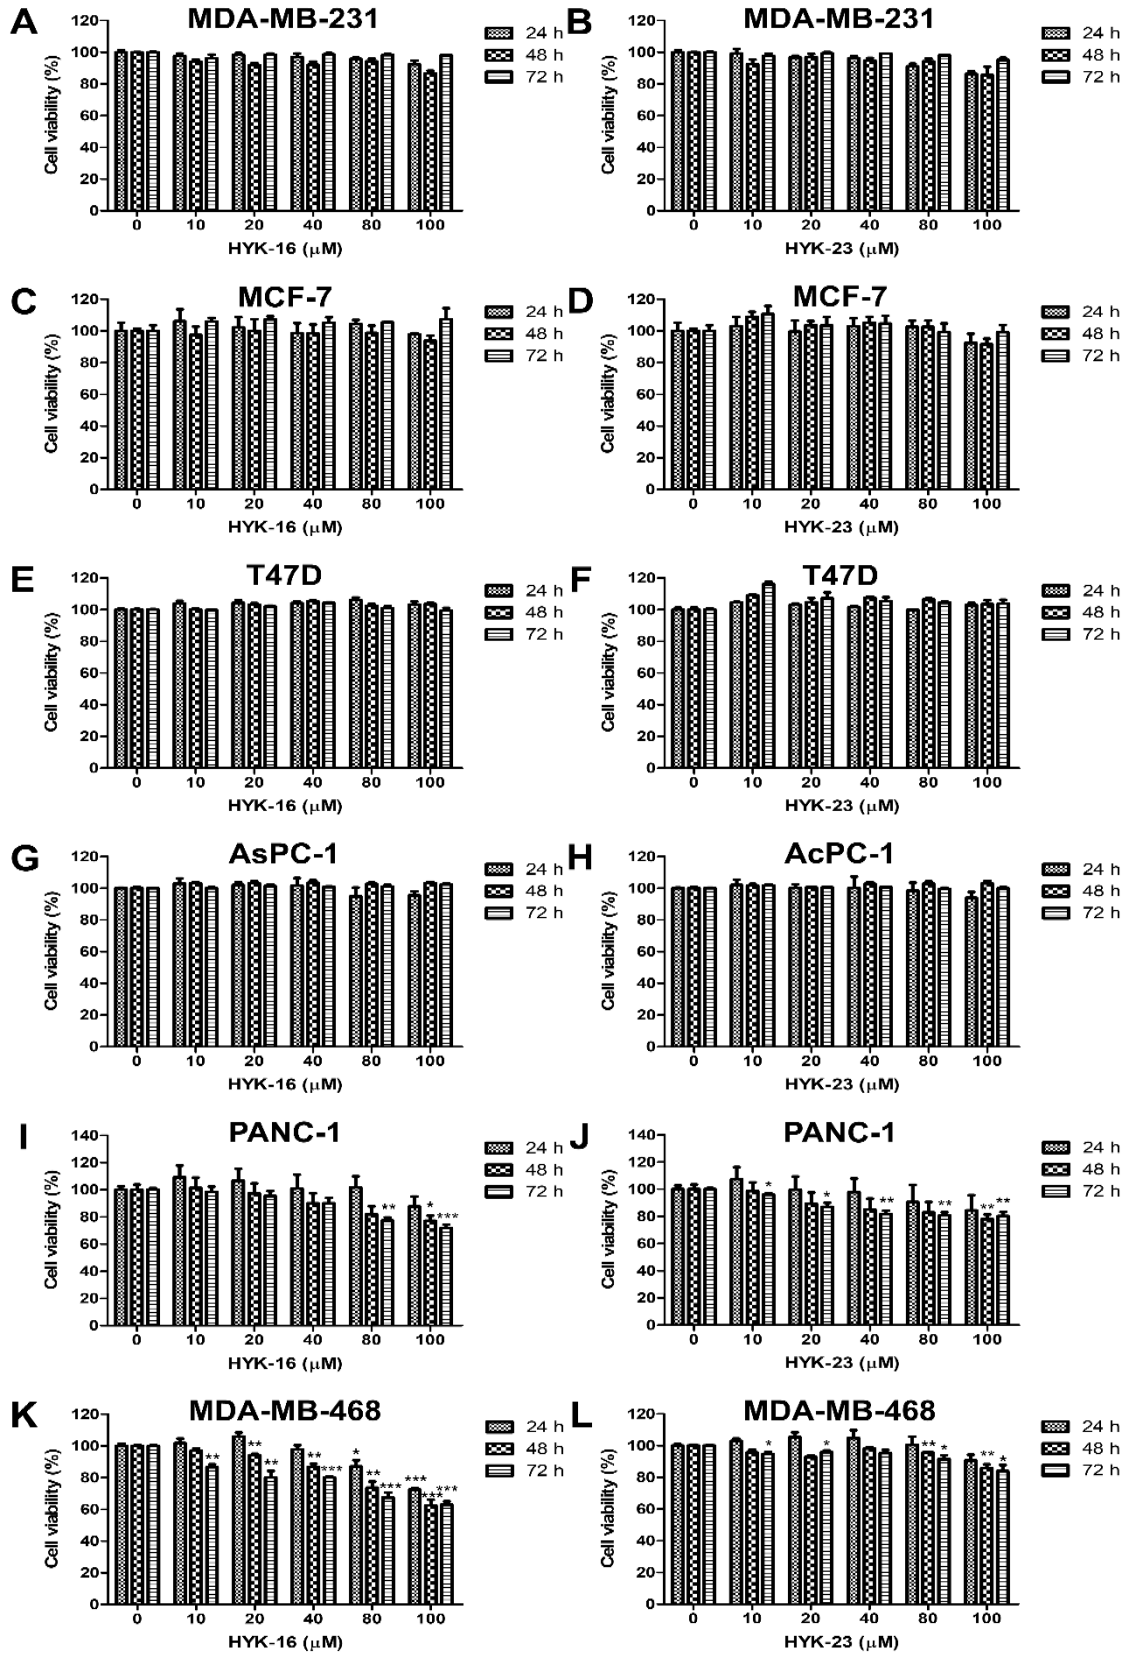 A
MDA-MB-231
120
100
80
60
40
20
0
Cell viability (%)
0 10 20 40 80 100
HYK-16 (μM)
24 h
48 h
72 h
B
MDA-MB-231
120
100
80
60
40
20
0
Cell viability (%)
0 10 20 40 80 100
HYK-23 (μM)
24 h
48 h
72 h
C
MCF-7
120
100
80
60
40
20
0
Cell viability (%)
0 10 20 40 80 100
HYK-16 (μM)
24 h
48 h
72 h
D
MCF-7
120
100
80
60
40
20
0
Cell viability (%)
0 10 20 40 80 100
HYK-23 (μM)
24 h
48 h
72 h
E
T47D
120
100
80
60
40
20
0
Cell viability (%)
0 10 20 40 80 100
HYK-16 (μM)
24 h
48 h
72 h
F
T47D
120
100
80
60
40
20
0
Cell viability (%)
0 10 20 40 80 100
HYK-23 (μM)
24 h
48 h
72 h
G
AsPC-1
120
100
80
60
40
20
0
Cell viability (%)
0 10 20 40 80 100
HYK-16 (μM)
24 h
48 h
72 h
H
AcPC-1
120
100
80
60
40
20
0
Cell viability (%)
0 10 20 40 80 100
HYK-23 (μM)
24 h
48 h
72 h
I
PANC-1
140
120
100
80
60
40
20
0
Cell viability (%)
** * ***
0 10 20 40 80 100
HYK-16 (μM)
24 h
48 h
72 h
J
PANC-1
140
120
100
80
60
40
20
0
Cell viability (%)
* * ** ** ** **
0 10 20 40 80 100
HYK-23 (μM)
24 h
48 h
72 h
K
MDA-MB-468
120
100
80
60
40
20
0
Cell viability (%)
** ** ** ** *** * ** *** *** *** ***
0 10 20 40 80 100
HYK-16 (μM)
24 h
48 h
72 h
L
MDA-MB-468
120
100
80
60
40
20
0
Cell viability (%)
* * ** * ** *
0 10 20 40 80 100
HYK-23 (μM)
24 h
48 h
72 h